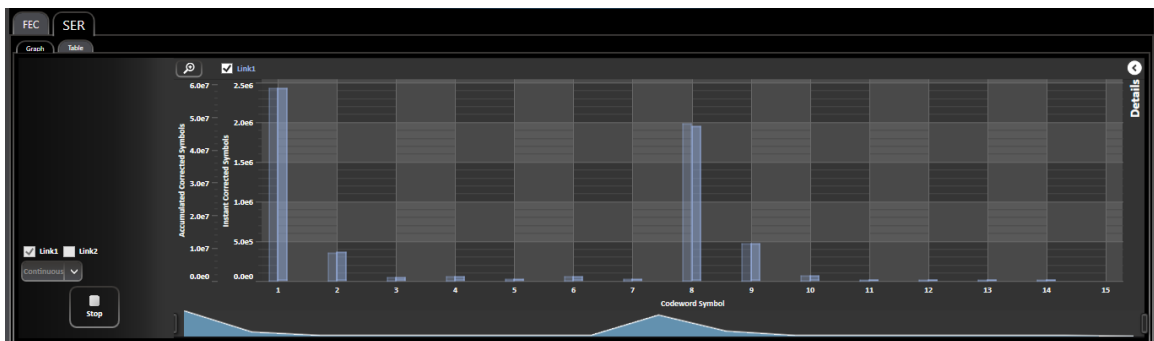 FEC SER
Graph Table
Link1
Details
Accumulated Corrected Symbols
6.0e7
5.0e7
4.0e7
3.0e7
2.0e7
1.0e7
0.0e0
Instant Corrected Symbols
2.5e6
2.0e6
1.5e6
1.0e6
5.0e5
0.0e0
1 2 3 4 5 6 7 8 9 10 11 12 13 14 15
Codeword Symbol
Link1 Link2
Continuous
Stop